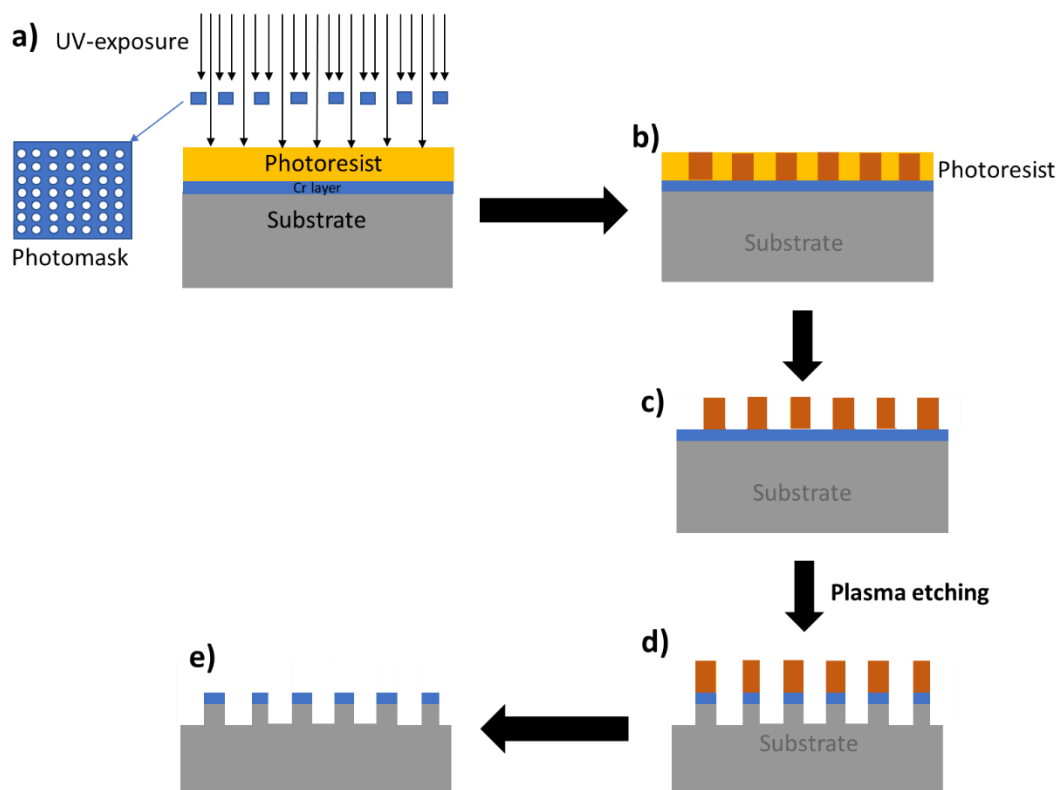 a)
UV-exposure
Photoresist
Cr layer
Substrate
Photomask
b)
Photoresist
Substrate
c)
Substrate
Plasma etching
d)
Substrate
e)